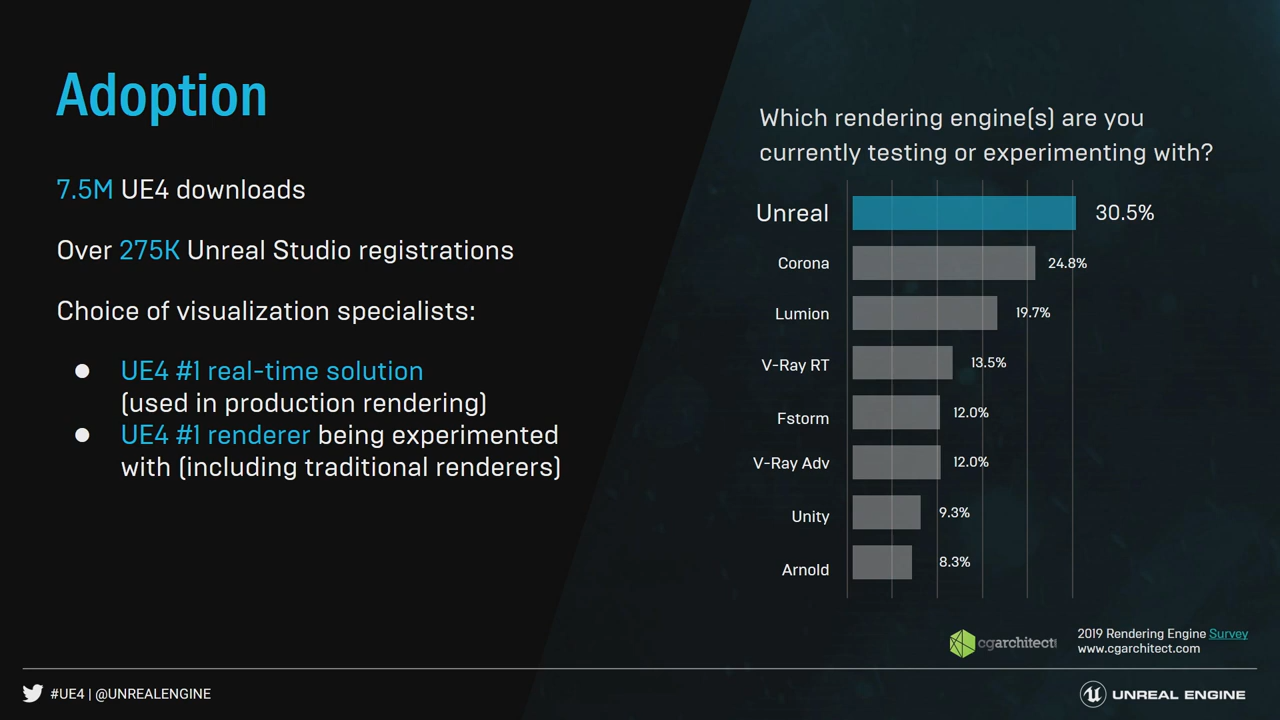 Adoption
7.5M UE4 downloads
Over 275K Unreal Studio registrations
Choice of visualization specialists:
● UE4 #1 real-time solution
(used in production rendering)
● UE4 #1 renderer being experimented
with (including traditional renderers)
Which rendering engine(s) are you
currently testing or experimenting with?
Unreal 30.5%
Corona 24.8%
Lumion 19.7%
V-Ray RT 13.5%
Fstorm 12.0%
V-Ray Adv 12.0%
Unity 9.3%
Arnold 8.3%
cgarchitect
2019 Rendering Engine Survey
www.cgarchitect.com
#UE4 | @UNREALENGINE
UNREAL ENGINE